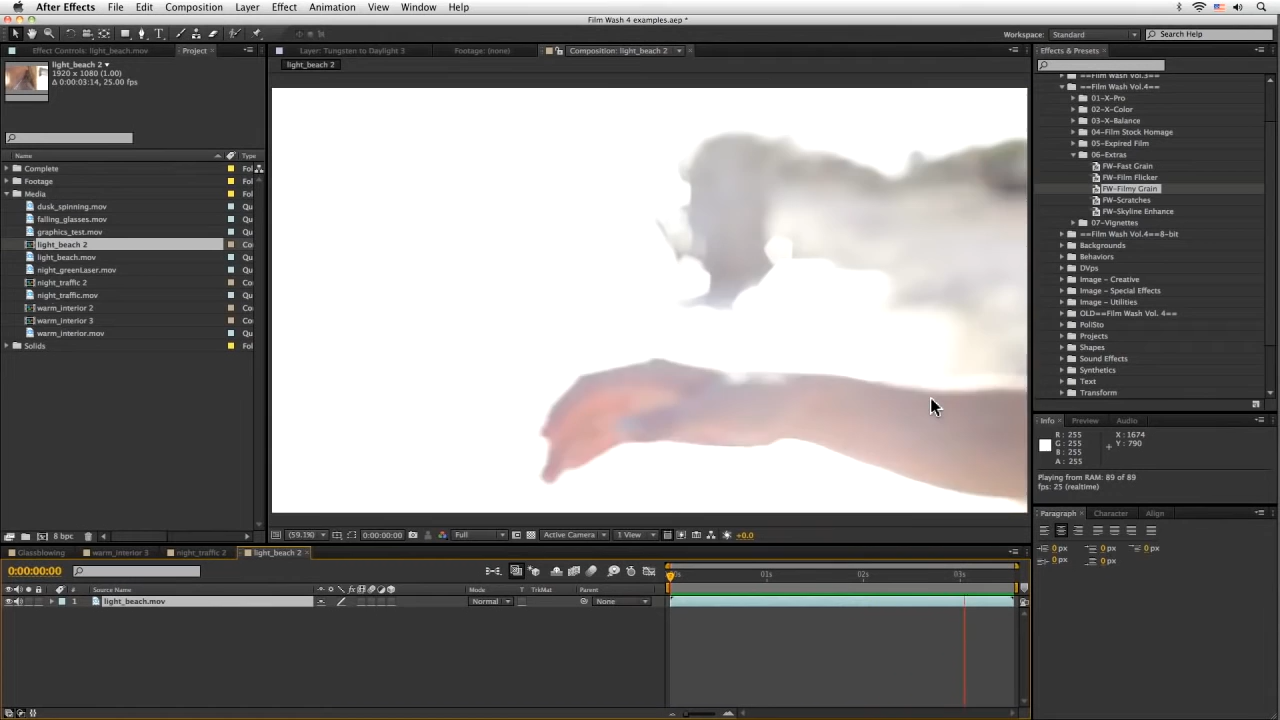 After Effects File Edit Composition Layer Effect Animation View Window Help
Film Wash 4 examples.aep *
Workspace: Standard Search Help
Effect Controls: light_beach.mov Project
Layer: Tungsten to Daylight 3 Footage: (none) Composition: light_beach 2
Effects & Presets
light_beach 2
light_beach 2
1920 x 1080 (1.00)
Δ 0:00:03:14, 25.00 fps
Name Type
Complete Fol
Footage Fol
Media Fol
dusk_spinning.mov Qu
falling_glasses.mov Qu
graphics_test.mov Qu
light_beach 2 Co
light_beach.mov Qu
night_greenLaser.mov Qu
night_traffic 2 Co
night_traffic.mov Qu
warm_interior 2 Co
warm_interior 3 Co
warm_interior.mov Qu
Solids Fol
==Film Wash Vol.3==
==Film Wash Vol.4==
01-X-Pro
02-X-Color
03-X-Balance
04-Film Stock Homage
05-Expired Film
06-Extras
FW-Fast Grain
FW-Film Flicker
FW-Filmy Grain
FW-Scratches
FW-Skyline Enhance
07-Vignettes
==Film Wash Vol.4==8-bit
Backgrounds
Behaviors
DVps
Image - Creative
Image - Special Effects
Image - Utilities
OLD==Film Wash Vol. 4==
PoliSto
Projects
Shapes
Sound Effects
Synthetics
Text
Transform
Info Preview Audio
R : 255
G : 255
B : 255
A : 255
X : 1674
Y : 790
Playing from RAM: 89 of 89
fps: 25 (realtime)
Paragraph Character Align
0 px 0 px 0 px
0 px 0 px
8 bpc
(59.1%) 0:00:00:00 Full Active Camera 1 View +0.0
Glassblowing warm_interior 3 night_traffic 2 light_beach 2
0:00:00:00
# Source Name Mode T TrkMat Parent
1 light_beach.mov Normal None
01s 02s 03s